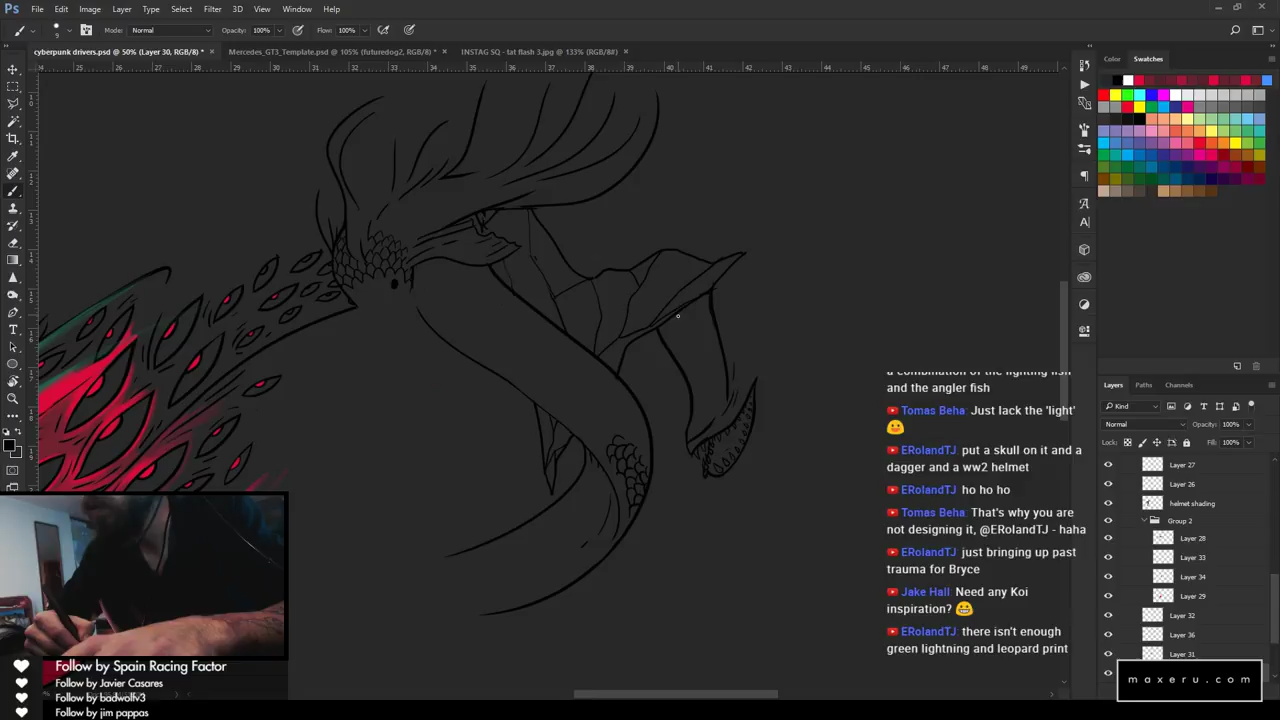 Ps File Edit Image Layer Type Select Filter 3D View Window Help
Mode: Normal Opacity: 100% Flow: 100%
cyberpunk drivers.psd @ 50% (Layer 30, RGB/8) * Mercedes_GT3_Template.psd @ 105% (futuredog2, RGB/8) * INSTAG SQ - tat flash 3.jpg @ 133% (RGB/8#)
Color Swatches
Layers Paths Channels
Kind
Normal Opacity: 100%
Lock: Fill: 100%
Layer 27
Layer 26
helmet shading
Group 2
Layer 28
Layer 33
Layer 34
Layer 29
Layer 32
Layer 36
Layer 31
a combination of the lighting fish
and the angler fish
Tomas Beha: Just lack the 'light'
ERolandTJ: put a skull on it and a
dagger and a ww2 helmet
ERolandTJ: ho ho ho
Tomas Beha: That's why you are
not designing it, @ERolandTJ - haha
ERolandTJ: just bringing up past
trauma for Bryce
Jake Hall: Need any Koi
inspiration?
ERolandTJ: there isn't enough
green lightning and leopard print
Follow by Spain Racing Factor
Follow by Javier Casares
Follow by badwolfv3
Follow by jim pappas
maxeru.com